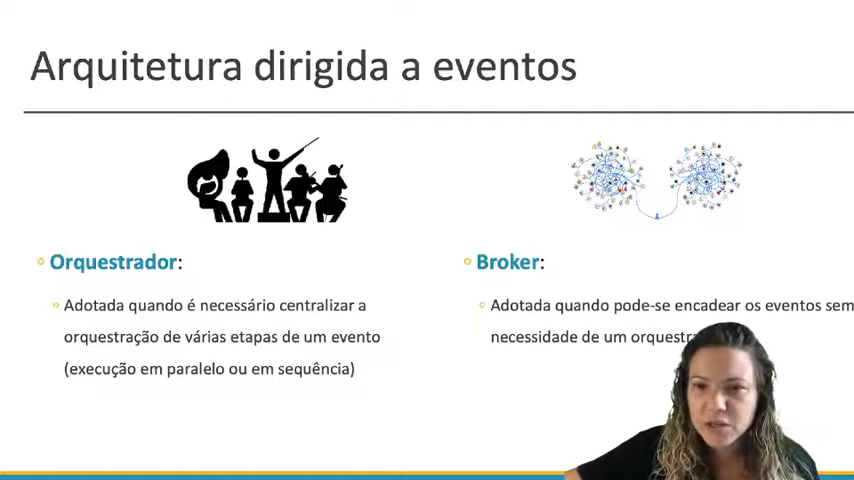 Arquitetura dirigida a eventos
Orquestrador:
Adotada quando é necessário centralizar a
orquestração de várias etapas de um evento
(execução em paralelo ou em sequência)
Broker:
Adotada quando pode-se encadear os eventos sem
necessidade de um